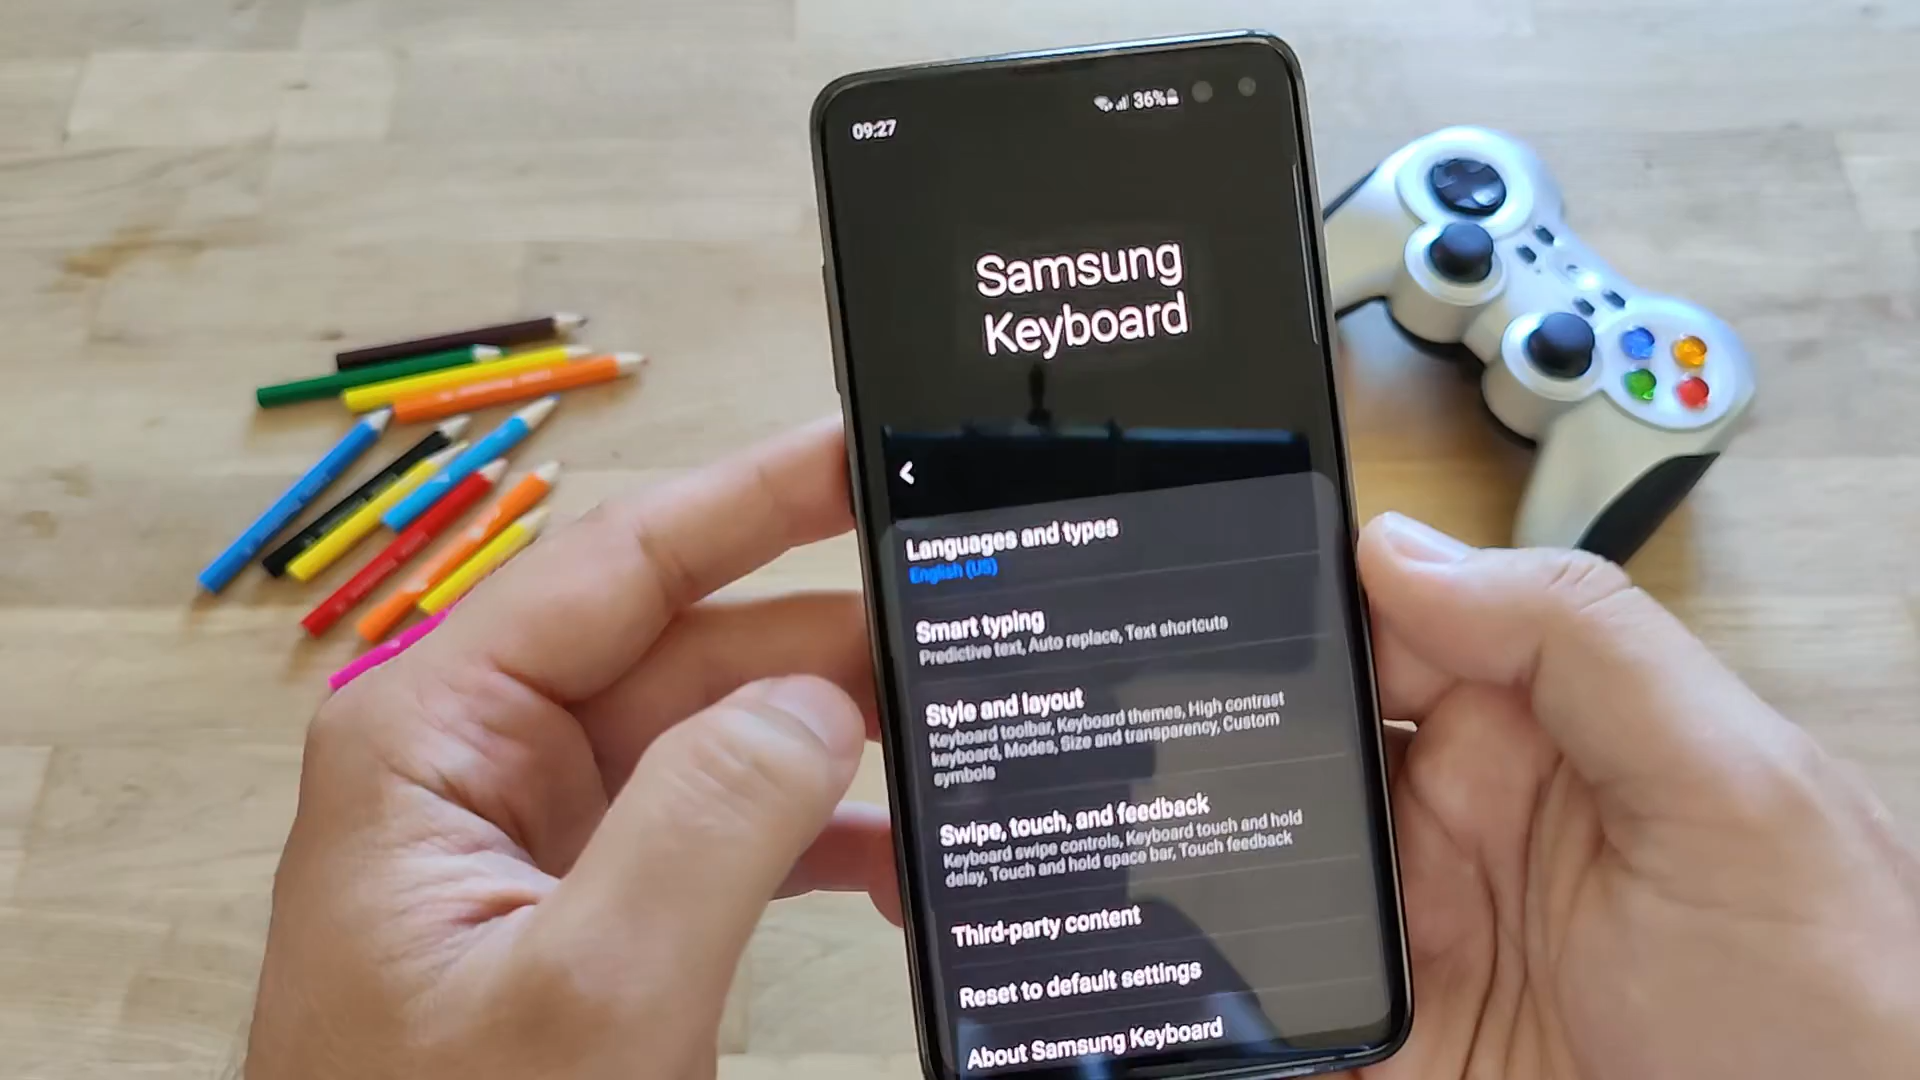 09:27
36%
Samsung
Keyboard
Languages and types
English (US)
Smart typing
Predictive text, Auto replace, Text shortcuts
Style and layout
Keyboard toolbar, Keyboard themes, High contrast
keyboard, Modes, Size and transparency, Custom
symbols
Swipe, touch, and feedback
Keyboard swipe controls, Keyboard touch and hold
delay, Touch and hold space bar, Touch feedback
Third-party content
Reset to default settings
About Samsung Keyboard